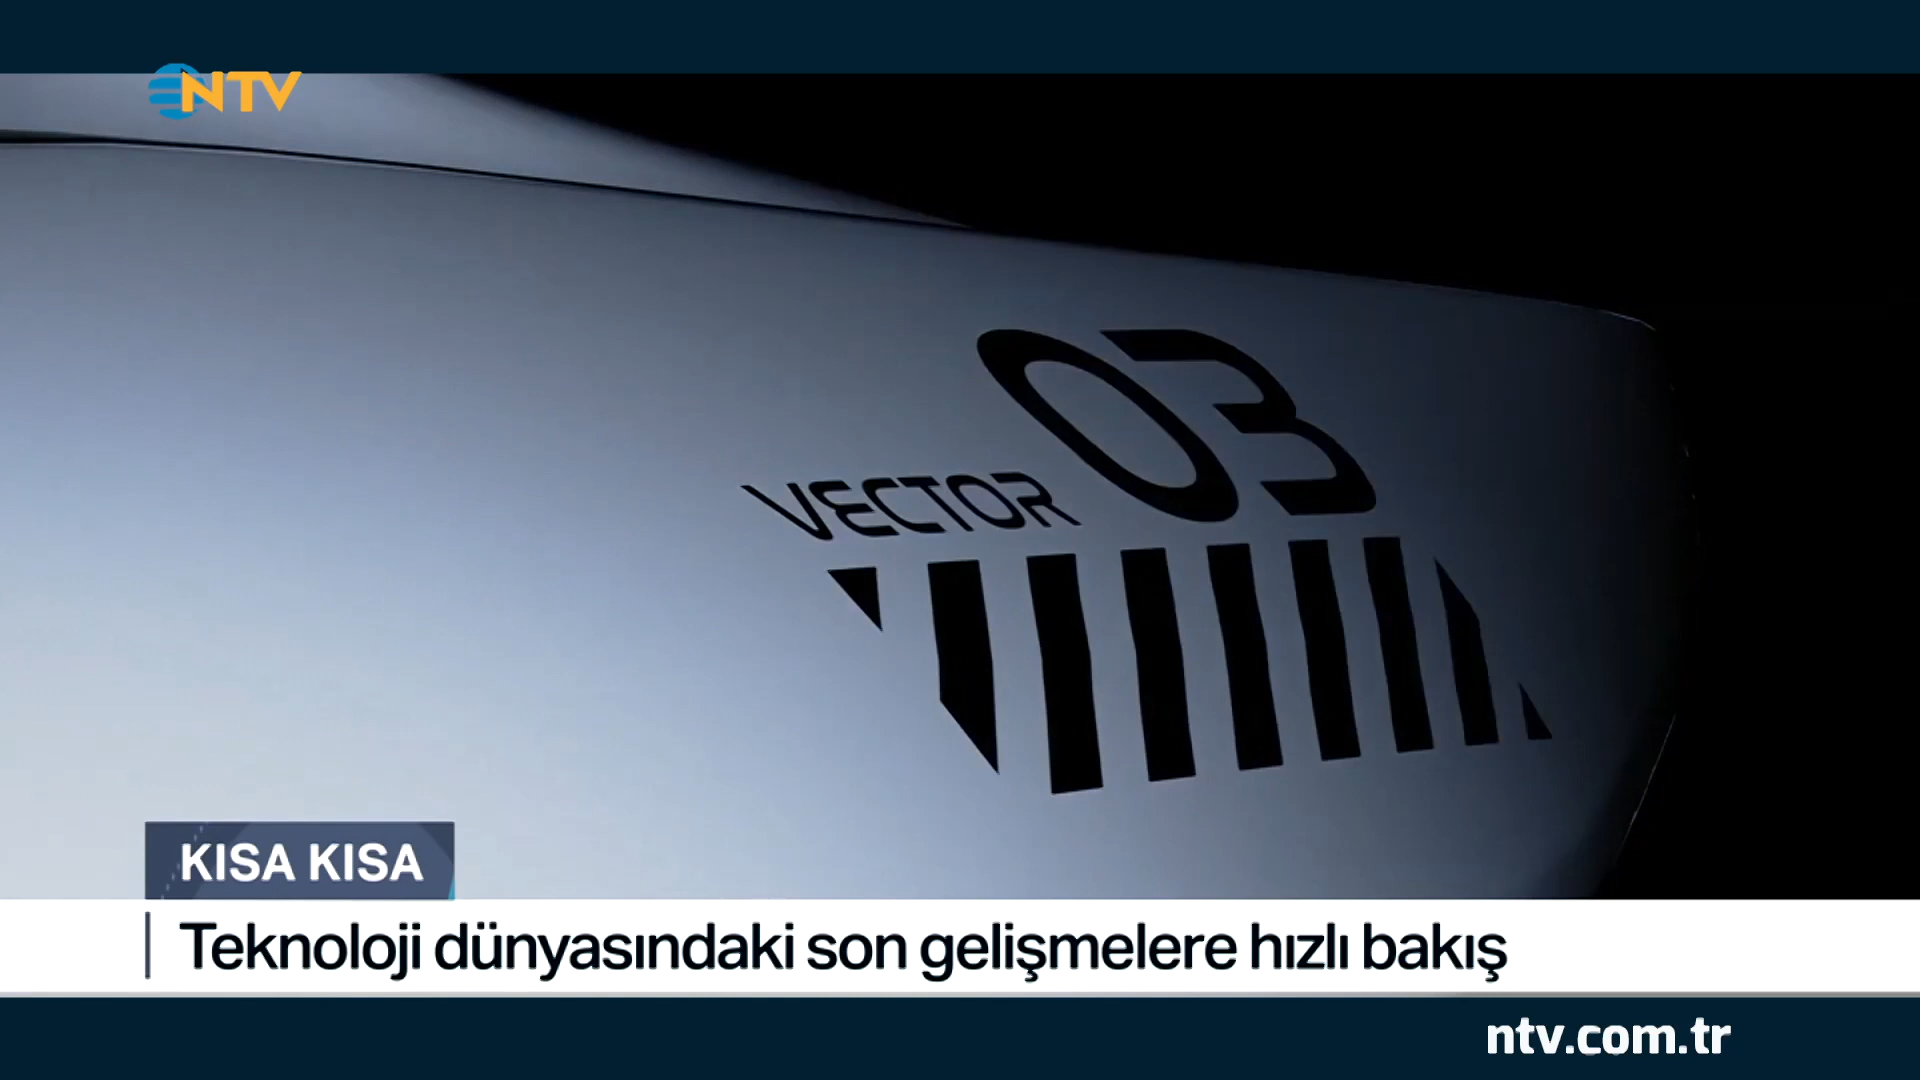 NTV
03
VECTOR
KISA KISA
Teknoloji dünyasındaki son gelişmelere hızlı bakış
ntv.com.tr